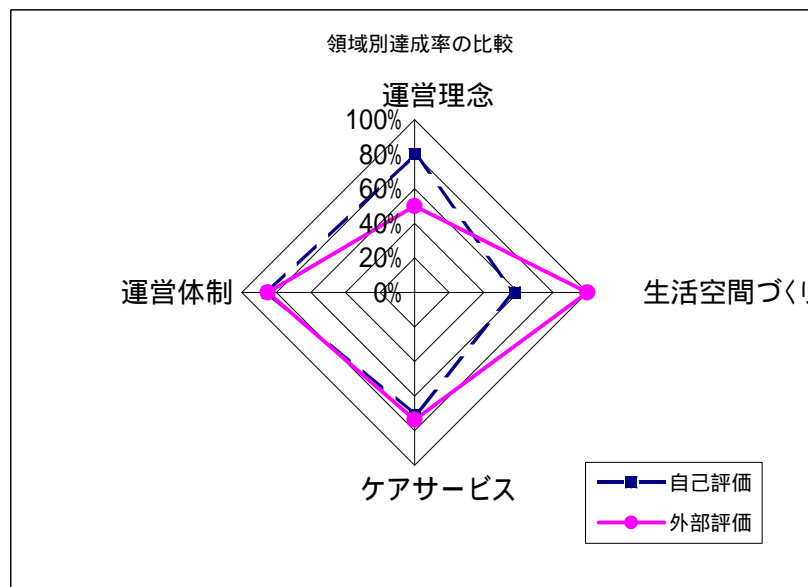 領域別達成率の比較
運営理念
100%
80%
60%
40%
20%
0%
運営体制
生活空間づくり
ケアサービス
自己評価
外部評価